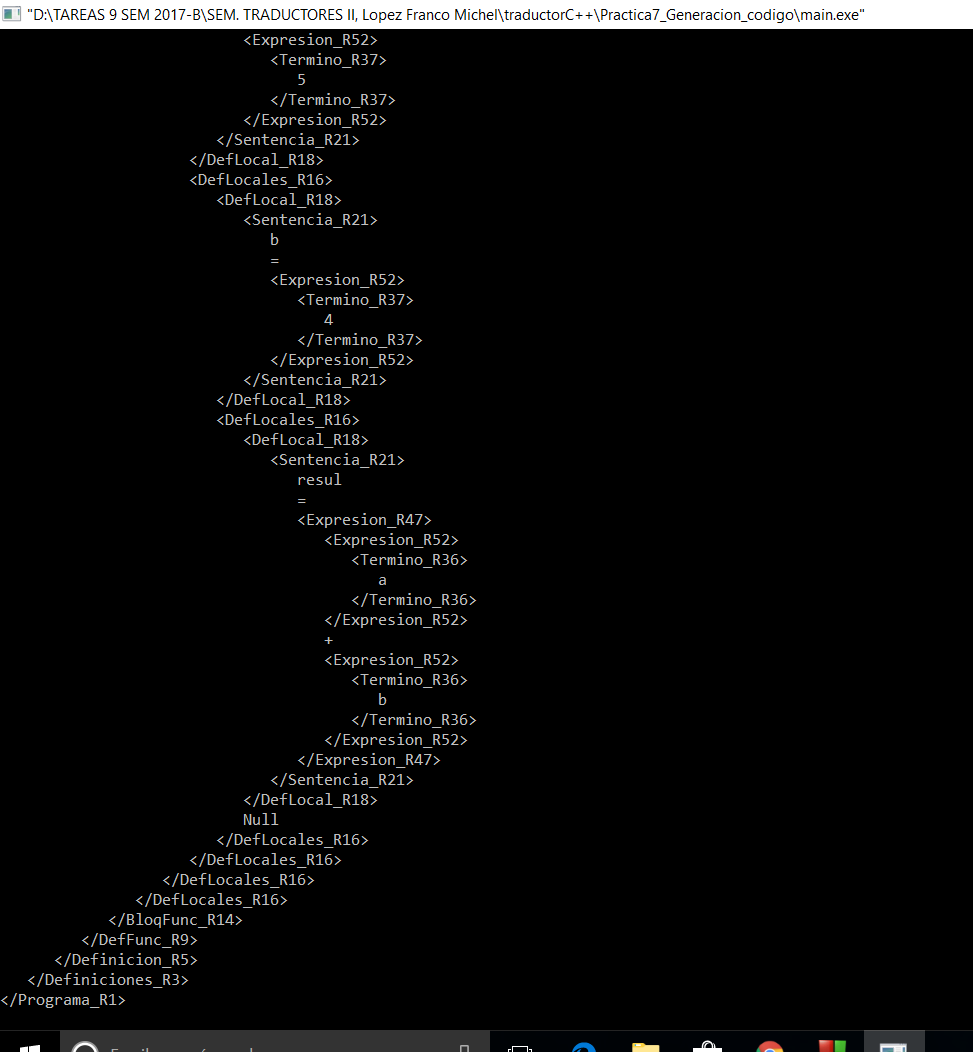 "D:\TAREAS 9 SEM 2017-B\SEM. TRADUCTORES II, Lopez Franco Michel\traductorC++\Practica7_Generacion_codigo\main.exe"
<Expresion_R52>
<Termino_R37>
5
</Termino_R37>
</Expresion_R52>
</Sentencia_R21>
</DefLocal_R18>
<DefLocales_R16>
<DefLocal_R18>
<Sentencia_R21>
b
=
<Expresion_R52>
<Termino_R37>
4
</Termino_R37>
</Expresion_R52>
</Sentencia_R21>
</DefLocal_R18>
<DefLocales_R16>
<DefLocal_R18>
<Sentencia_R21>
resul
=
<Expresion_R47>
<Expresion_R52>
<Termino_R36>
a
</Termino_R36>
</Expresion_R52>
+
<Expresion_R52>
<Termino_R36>
b
</Termino_R36>
</Expresion_R52>
</Expresion_R47>
</Sentencia_R21>
</DefLocal_R18>
Null
</DefLocales_R16>
</DefLocales_R16>
</DefLocales_R16>
</DefLocales_R16>
</BloqFunc_R14>
</DefFunc_R9>
</Definicion_R5>
</Definiciones_R3>
</Programa_R1>